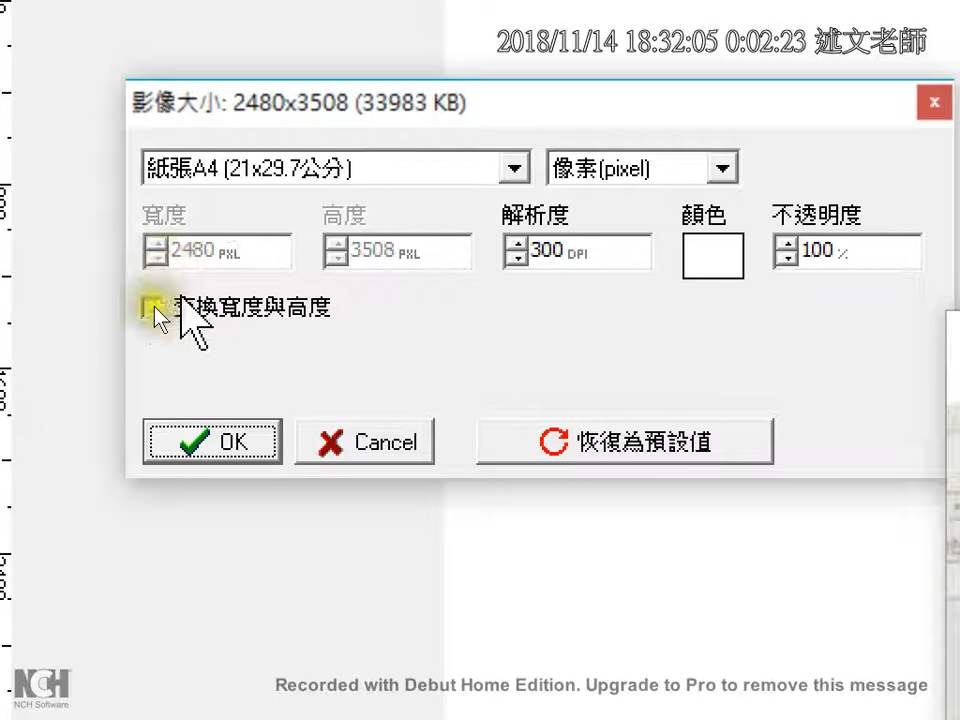 2018/11/14 18:32:05 0:02:23 述文老師
影像大小: 2480x3508 (33983 KB)
紙張A4 (21x29.7公分) 像素(pixel)
寬度 高度 解析度 顏色 不透明度
2480 PXL 3508 PXL 300 DPI 100 %
交換寬度與高度
OK Cancel 恢復為預設值
NCH
NCH Software
Recorded with Debut Home Edition. Upgrade to Pro to remove this message